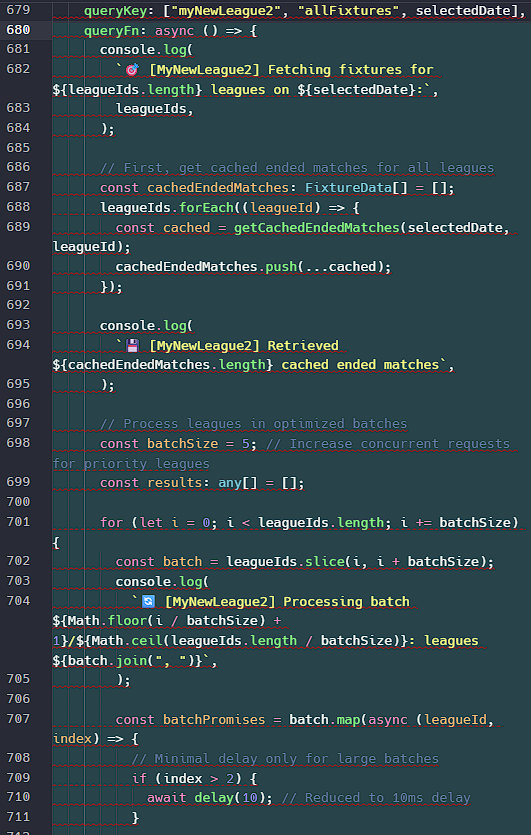 679 queryKey: ["myNewLeague2", "allFixtures", selectedDate],
680 queryFn: async () => {
681 console.log(
682 `🎯 [MyNewLeague2] Fetching fixtures for
${leagueIds.length} leagues on ${selectedDate}:`,
683 leagueIds,
684 );
685
686 // First, get cached ended matches for all leagues
687 const cachedEndedMatches: FixtureData[] = [];
688 leagueIds.forEach((leagueId) => {
689 const cached = getCachedEndedMatches(selectedDate,
leagueId);
690 cachedEndedMatches.push(...cached);
691 });
692
693 console.log(
694 `💾 [MyNewLeague2] Retrieved
${cachedEndedMatches.length} cached ended matches`,
695 );
696
697 // Process leagues in optimized batches
698 const batchSize = 5; // Increase concurrent requests
for priority leagues
699 const results: any[] = [];
700
701 for (let i = 0; i < leagueIds.length; i += batchSize)
{
702 const batch = leagueIds.slice(i, i + batchSize);
703 console.log(
704 `🔄 [MyNewLeague2] Processing batch
${Math.floor(i / batchSize) +
1}/${Math.ceil(leagueIds.length / batchSize)}: leagues
${batch.join(", ")}`,
705 );
706
707 const batchPromises = batch.map(async (leagueId,
index) => {
708 // Minimal delay only for large batches
709 if (index > 2) {
710 await delay(10); // Reduced to 10ms delay
711 }